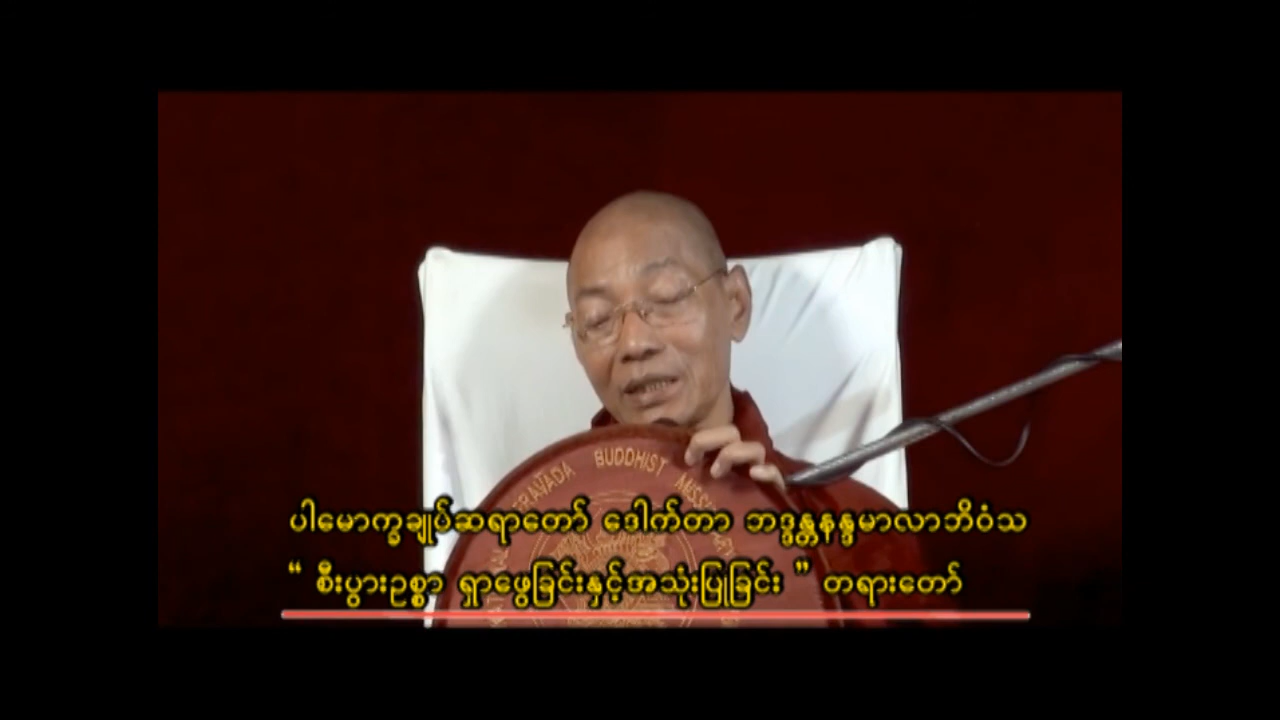 ပါမောက္ခချုပ်ဆရာတော် ဒေါက်တာ ဘဒ္ဒန္တနန္ဒမာလာဘိဝံသ
“ စီးပွားဥစ္စာ ရှာဖွေခြင်းနှင့်အသုံးပြုခြင်း ” တရားတော်
BUDDHIST